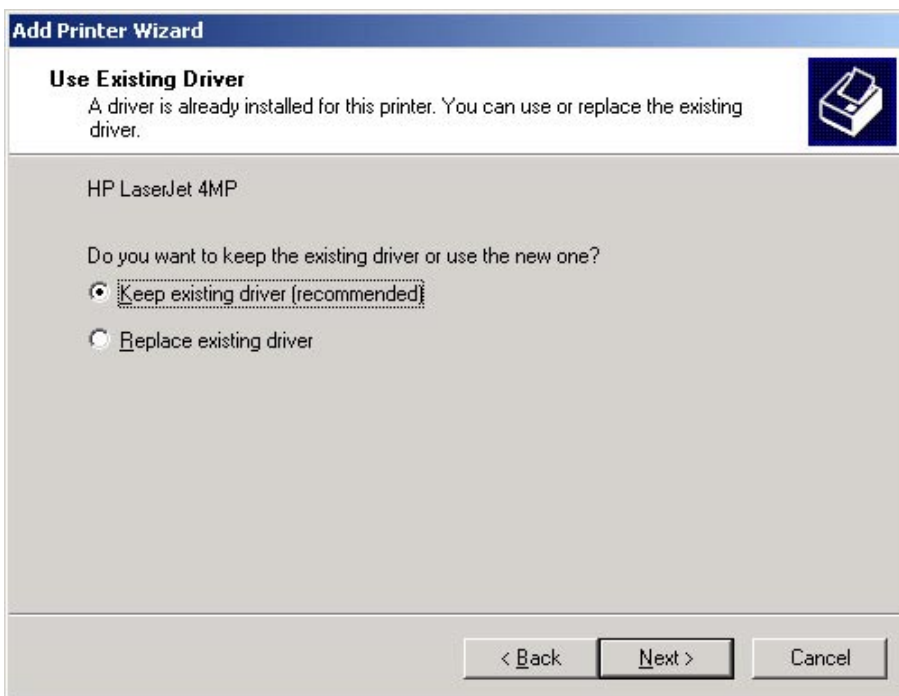 Add Printer Wizard
Use Existing Driver
A driver is already installed for this printer. You can use or replace the existing
driver.
HP LaserJet 4MP
Do you want to keep the existing driver or use the new one?
Keep existing driver (recommended)
Replace existing driver
< Back
Next >
Cancel